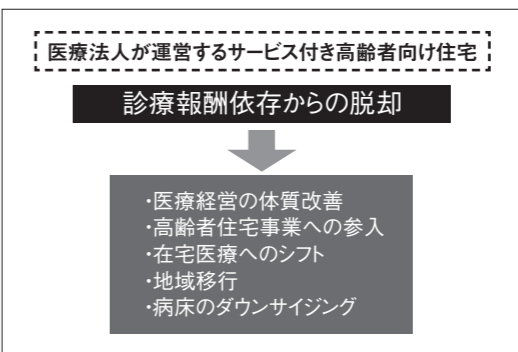 医療法人が運営するサービス付き高齢者向け住宅
診療報酬依存からの脱却
・医療経営の体質改善
・高齢者住宅事業への参入
・在宅医療へのシフト
・地域移行
・病床のダウンサイジング